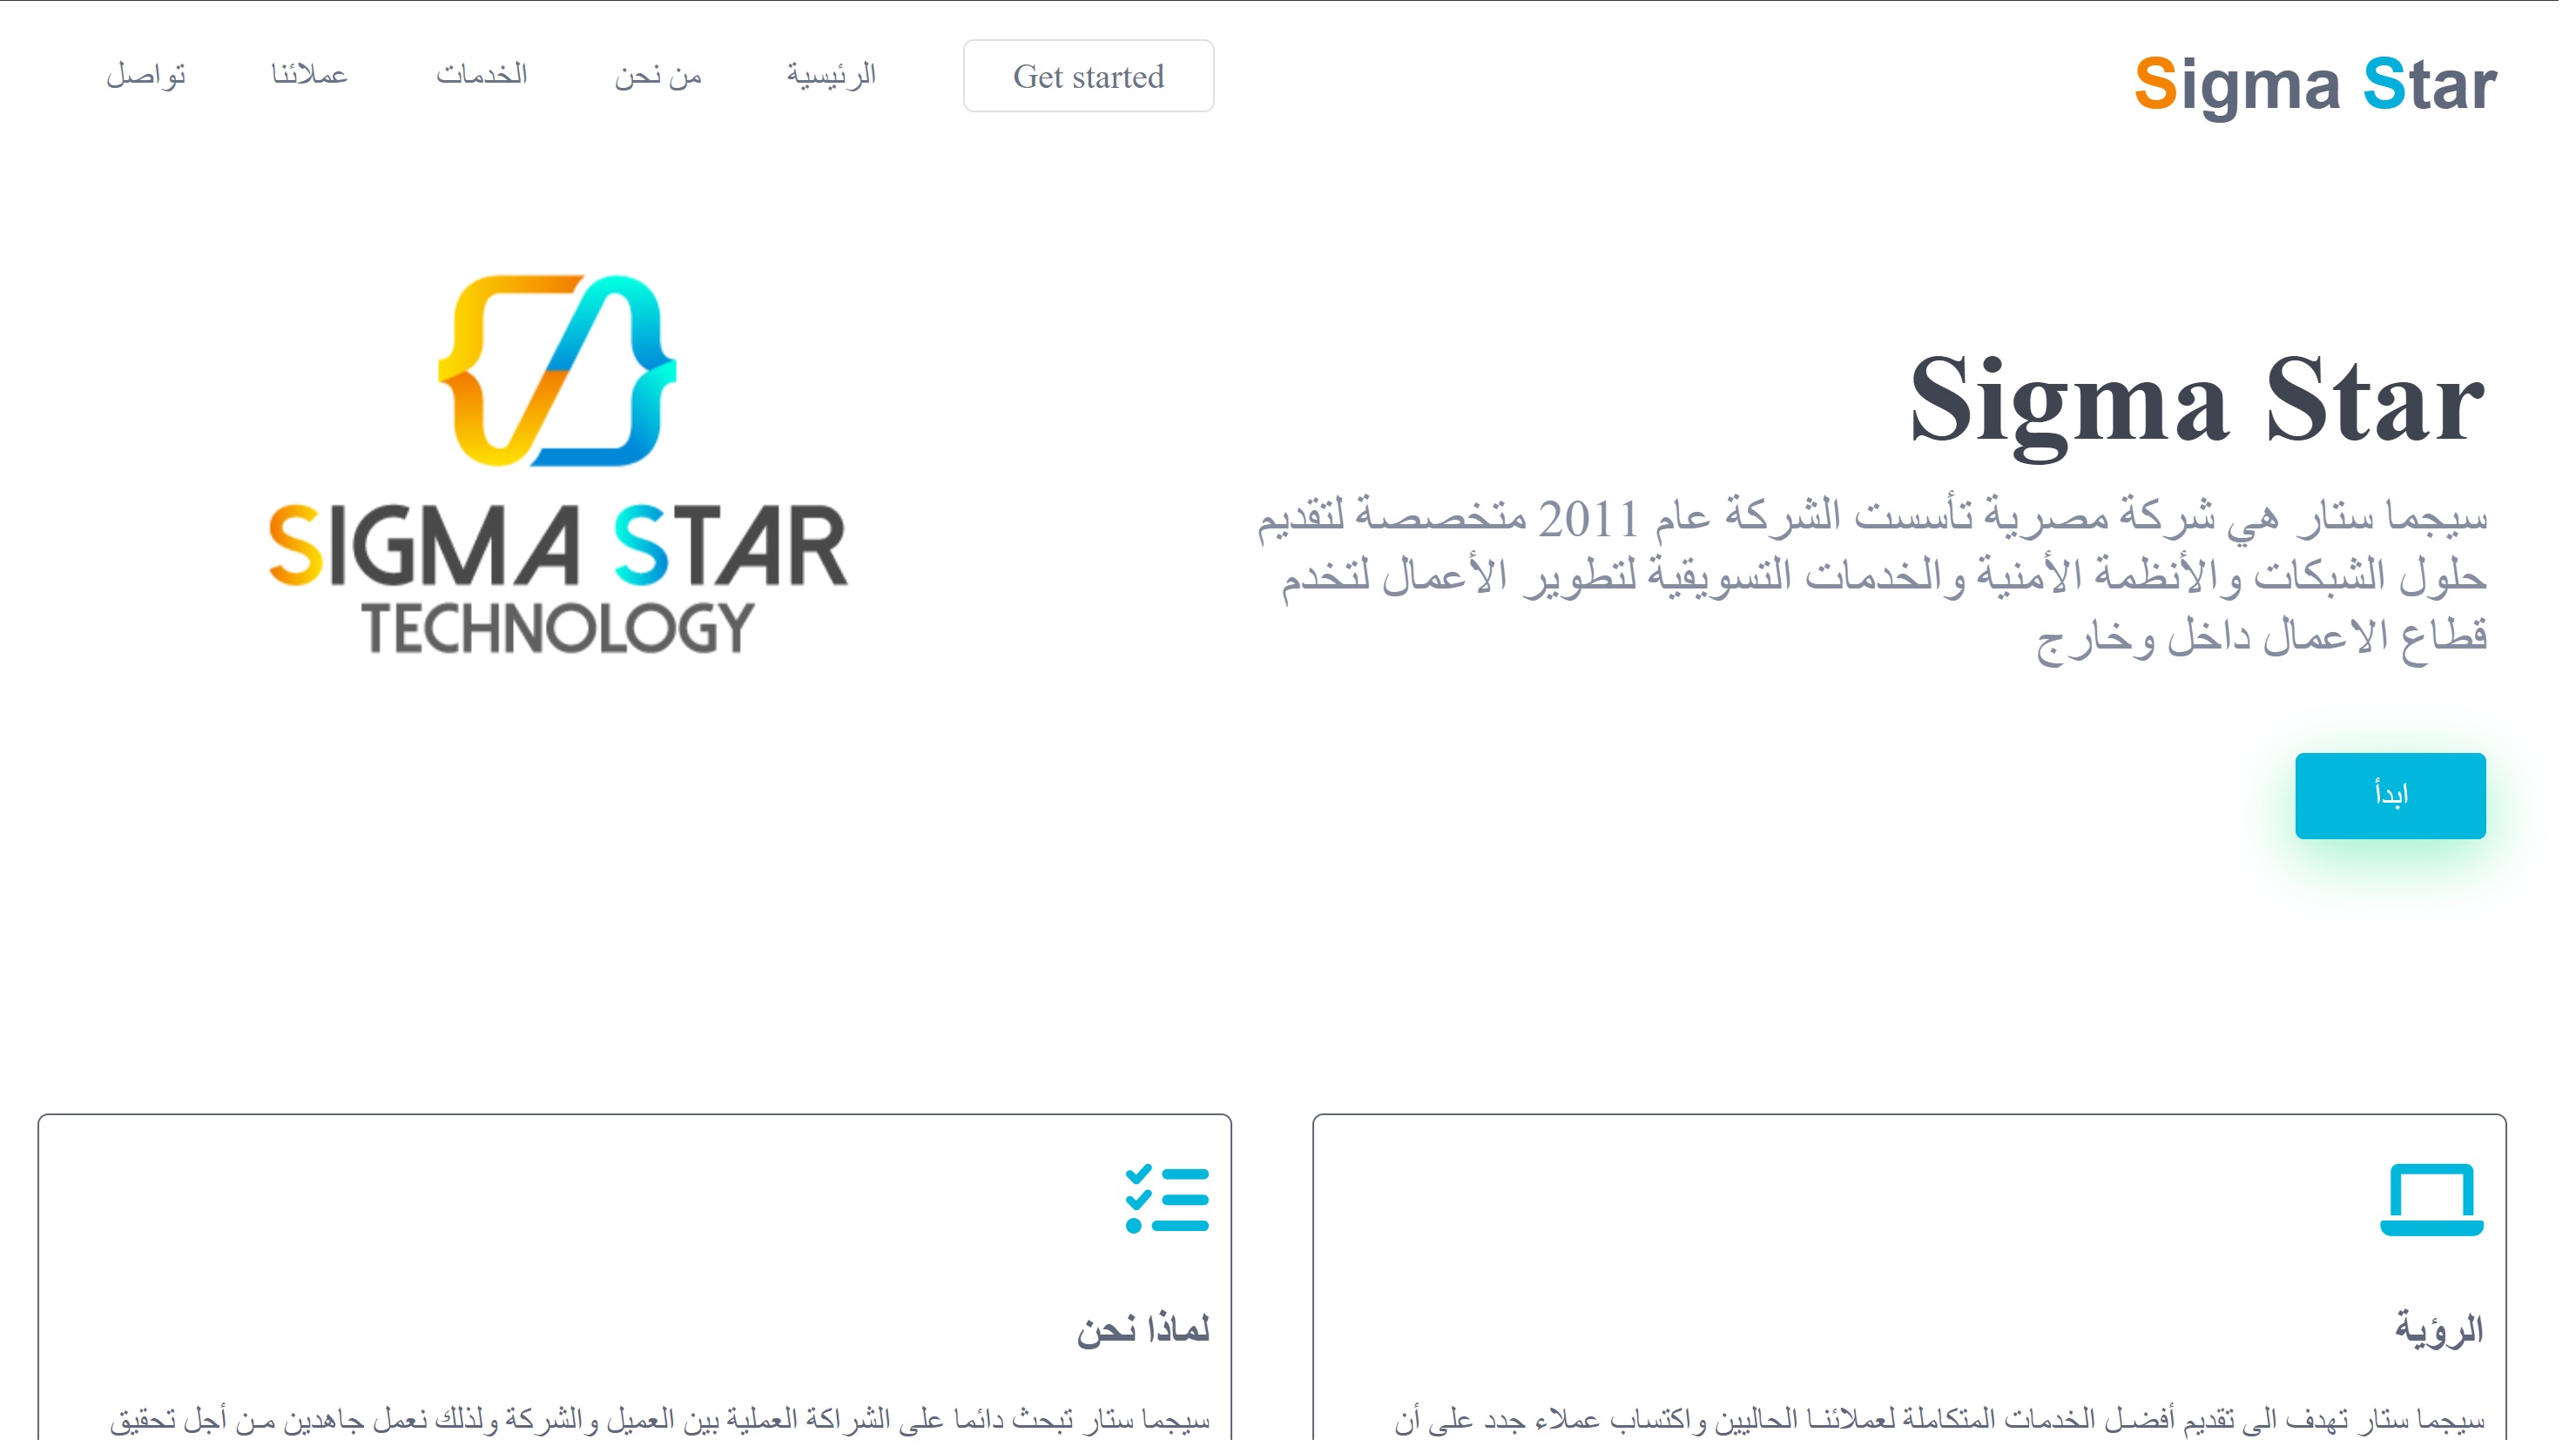 Sigma Star
Get started
الرئيسية
من نحن
الخدمات
عملائنا
تواصل
Sigma Star
سيجما ستار هي شركة مصرية تأسست الشركة عام 2011 متخصصة لتقديم
حلول الشبكات والأنظمة الأمنية والخدمات التسويقية لتطوير الأعمال لتخدم
قطاع الاعمال داخل وخارج
ابدأ
SIGMA STAR
TECHNOLOGY
الرؤية
سيجما ستار تهدف الى تقديم أفضل الخدمات المتكاملة لعملائنا الحاليين واكتساب عملاء جدد على أن
لماذا نحن
سيجما ستار تبحث دائما على الشراكة العملية بين العميل والشركة ولذلك نعمل جاهدين من أجل تحقيق